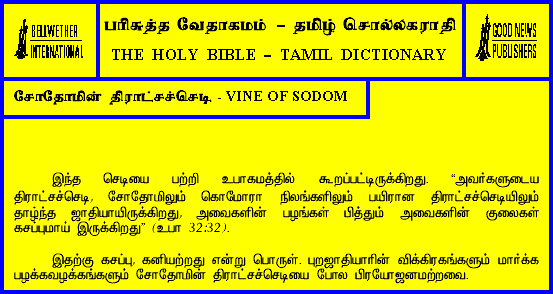 BELLWETHER
INTERNATIONAL
பரிசுத்த வேதாகமம் – தமிழ் சொல்லகராதி
THE HOLY BIBLE – TAMIL DICTIONARY
GOOD NEWS
PUBLISHERS
சோதோமின் திராட்சச்செடி - VINE OF SODOM
இந்த செடியை பற்றி உபாகமத்தில் கூறப்பட்டிருக்கிறது. “அவர்களுடைய
திராட்சச்செடி, சோதோமிலும் கொமோரா நிலங்களிலும் பயிரான திராட்சச்செடியிலும்
தாழ்ந்த ஜாதியாயிருக்கிறது, அவைகளின் பழங்கள் பித்தும் அவைகளின் குலைகள்
கசப்புமாய் இருக்கிறது” (உபா 32:32).
இதற்கு கசப்பு, கனியற்றது என்று பொருள். புறஜாதியாரின் விக்கிரகங்களும் மார்க்க
பழக்கவழக்கங்களும் சோதோமின் திராட்சச்செடியை போல பிரயோஜனமற்றவை.